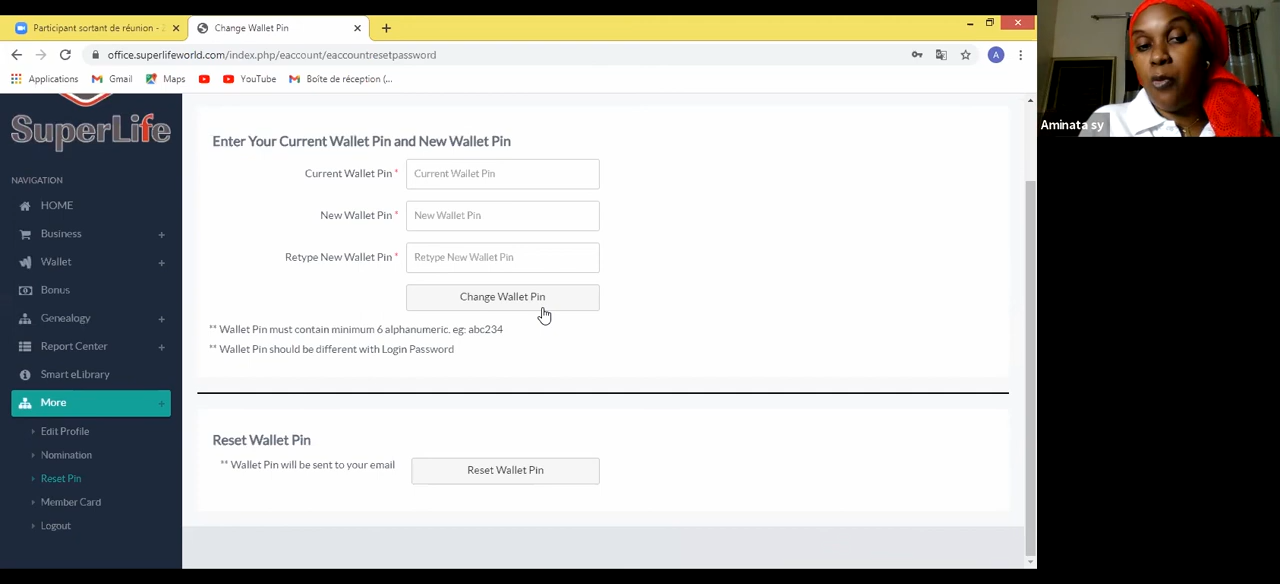 Participant sortant de réunion -
Change Wallet Pin
office.superlifeworld.com/index.php/eaccount/eaccountresetpassword
A
Applications
Gmail
Maps
YouTube
Boîte de réception (...
Aminata sy
SuperLife
NAVIGATION
HOME
Business +
Wallet +
Bonus
Genealogy +
Report Center +
Smart eLibrary
More +
Edit Profile
Nomination
Reset Pin
Member Card
Logout
Enter Your Current Wallet Pin and New Wallet Pin
Current Wallet Pin * Current Wallet Pin
New Wallet Pin * New Wallet Pin
Retype New Wallet Pin * Retype New Wallet Pin
Change Wallet Pin
** Wallet Pin must contain minimum 6 alphanumeric. eg: abc234
** Wallet Pin should be different with Login Password
Reset Wallet Pin
** Wallet Pin will be sent to your email Reset Wallet Pin